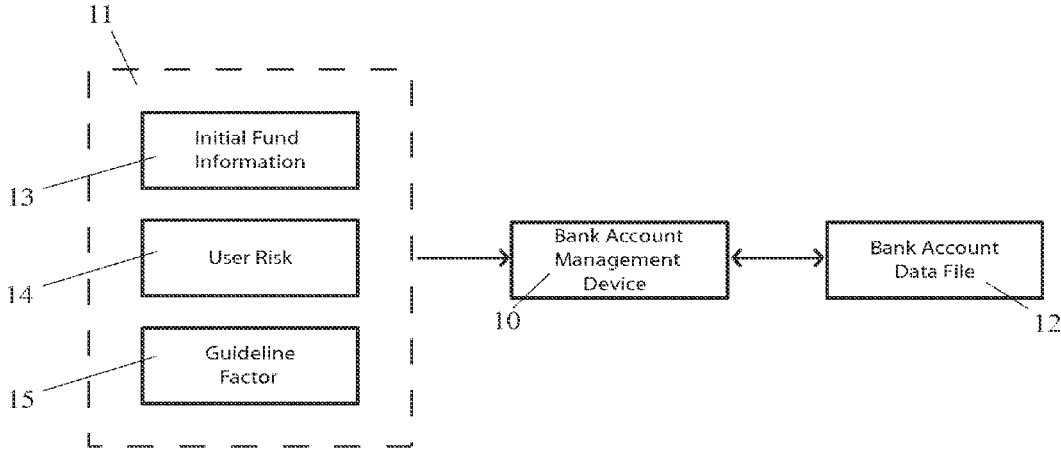 11
Initial Fund
Information
13
User Risk
14
Guideline
Factor
15
Bank Account
Management
Device
10
Bank Account
Data File
12